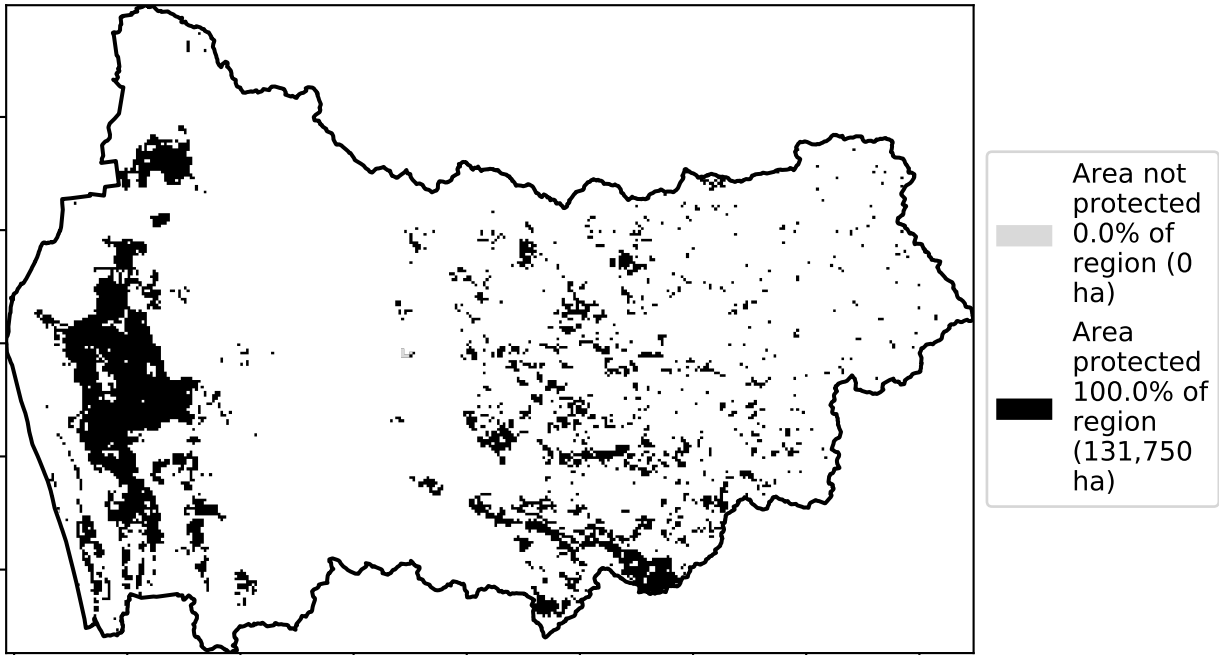 Area not
protected
0.0% of
region (0
ha)
Area
protected
100.0% of
region
(131,750
ha)